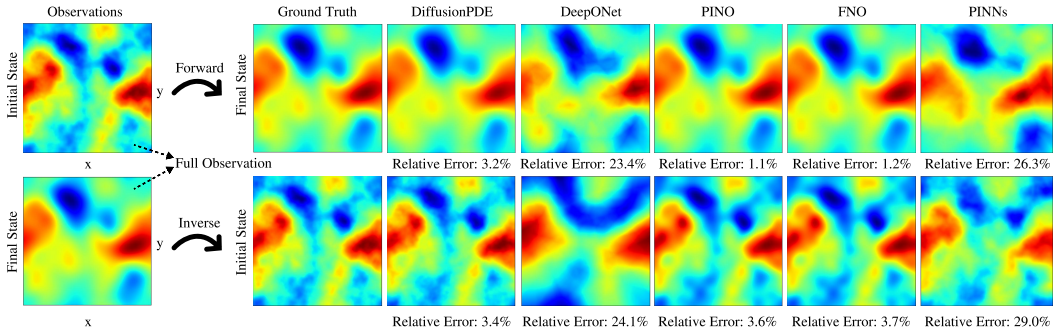 Observations
Ground Truth
DiffusionPDE
DeepONet
PINO
FNO
PINNs
Initial State
y
x
Forward
Final State
Relative Error: 3.2%
Relative Error: 23.4%
Relative Error: 1.1%
Relative Error: 1.2%
Relative Error: 26.3%
Full Observation
Final State
y
x
Inverse
Initial State
Relative Error: 3.4%
Relative Error: 24.1%
Relative Error: 3.6%
Relative Error: 3.7%
Relative Error: 29.0%